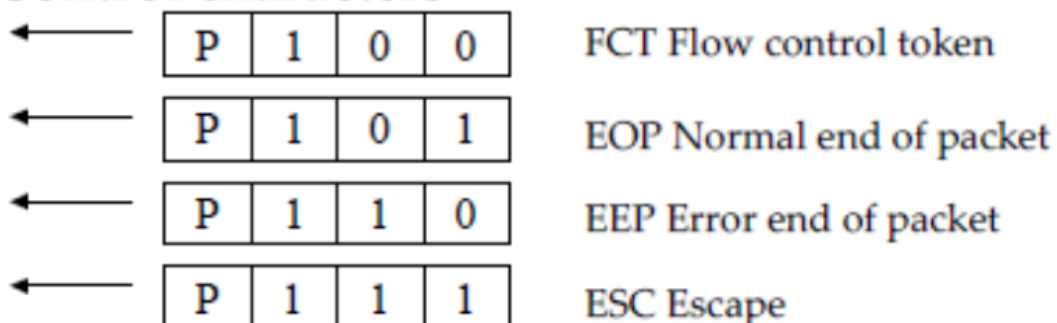 P 1 0 0 FCT Flow control token
P 1 0 1 EOP Normal end of packet
P 1 1 0 EEP Error end of packet
P 1 1 1 ESC Escape